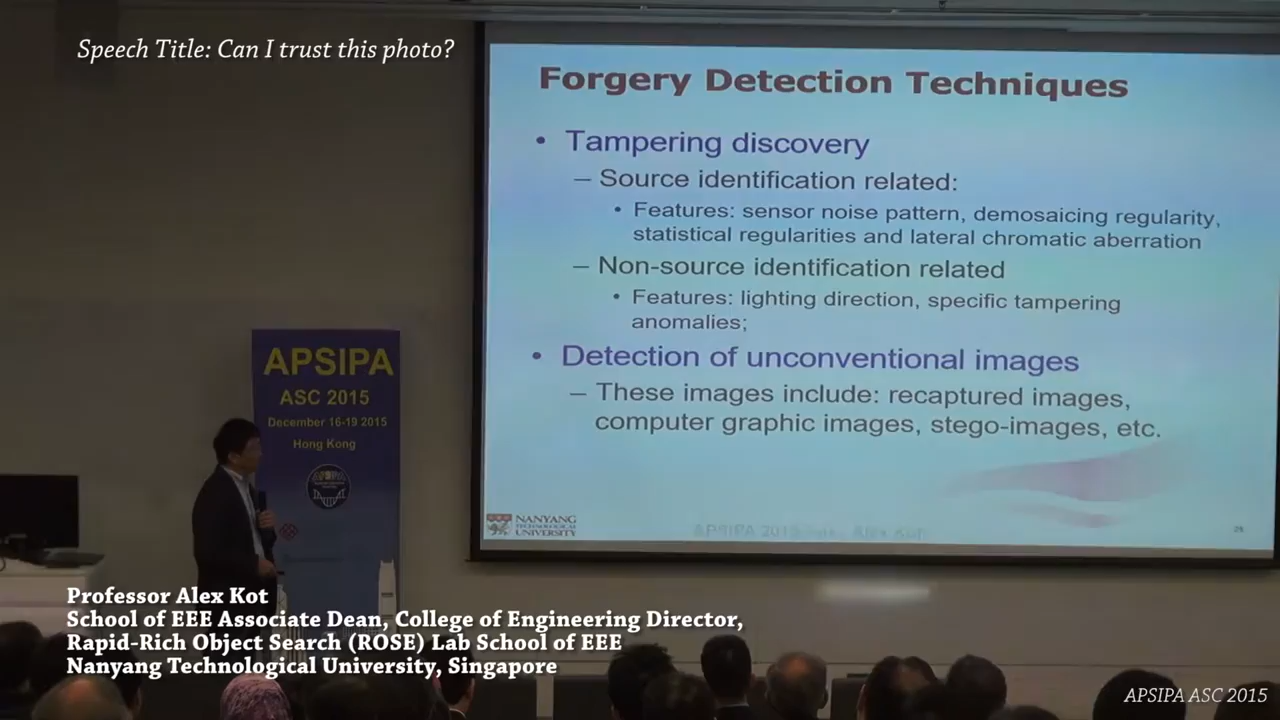 Speech Title: Can I trust this photo?
Forgery Detection Techniques
• Tampering discovery
– Source identification related:
• Features: sensor noise pattern, demosaicing regularity,
statistical regularities and lateral chromatic aberration
– Non-source identification related
• Features: lighting direction, specific tampering
anomalies;
• Detection of unconventional images
– These images include: recaptured images,
computer graphic images, stego-images, etc.
NANYANG
TECHNOLOGICAL
UNIVERSITY
APSIPA
APSIPA
ASC 2015
December 16-19 2015
Hong Kong
Professor Alex Kot
School of EEE Associate Dean, College of Engineering Director,
Rapid-Rich Object Search (ROSE) Lab School of EEE
Nanyang Technological University, Singapore
APSIPA ASC 2015